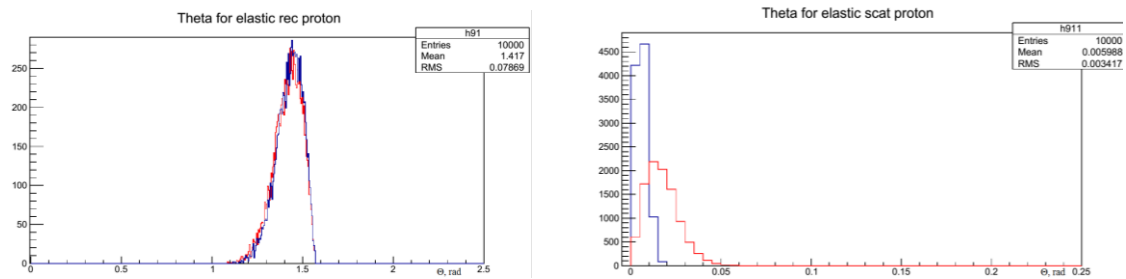 Theta for elastic rec proton
h91
Entries 10000
Mean 1.417
RMS 0.07869
250
200
150
100
50
0
0 0.5 1 1.5 2 2.5
Θ, rad
Theta for elastic scat proton
h911
Entries 10000
Mean 0.005988
RMS 0.003417
4500
4000
3500
3000
2500
2000
1500
1000
500
0
0 0.05 0.1 0.15 0.2 0.25
Θ, rad